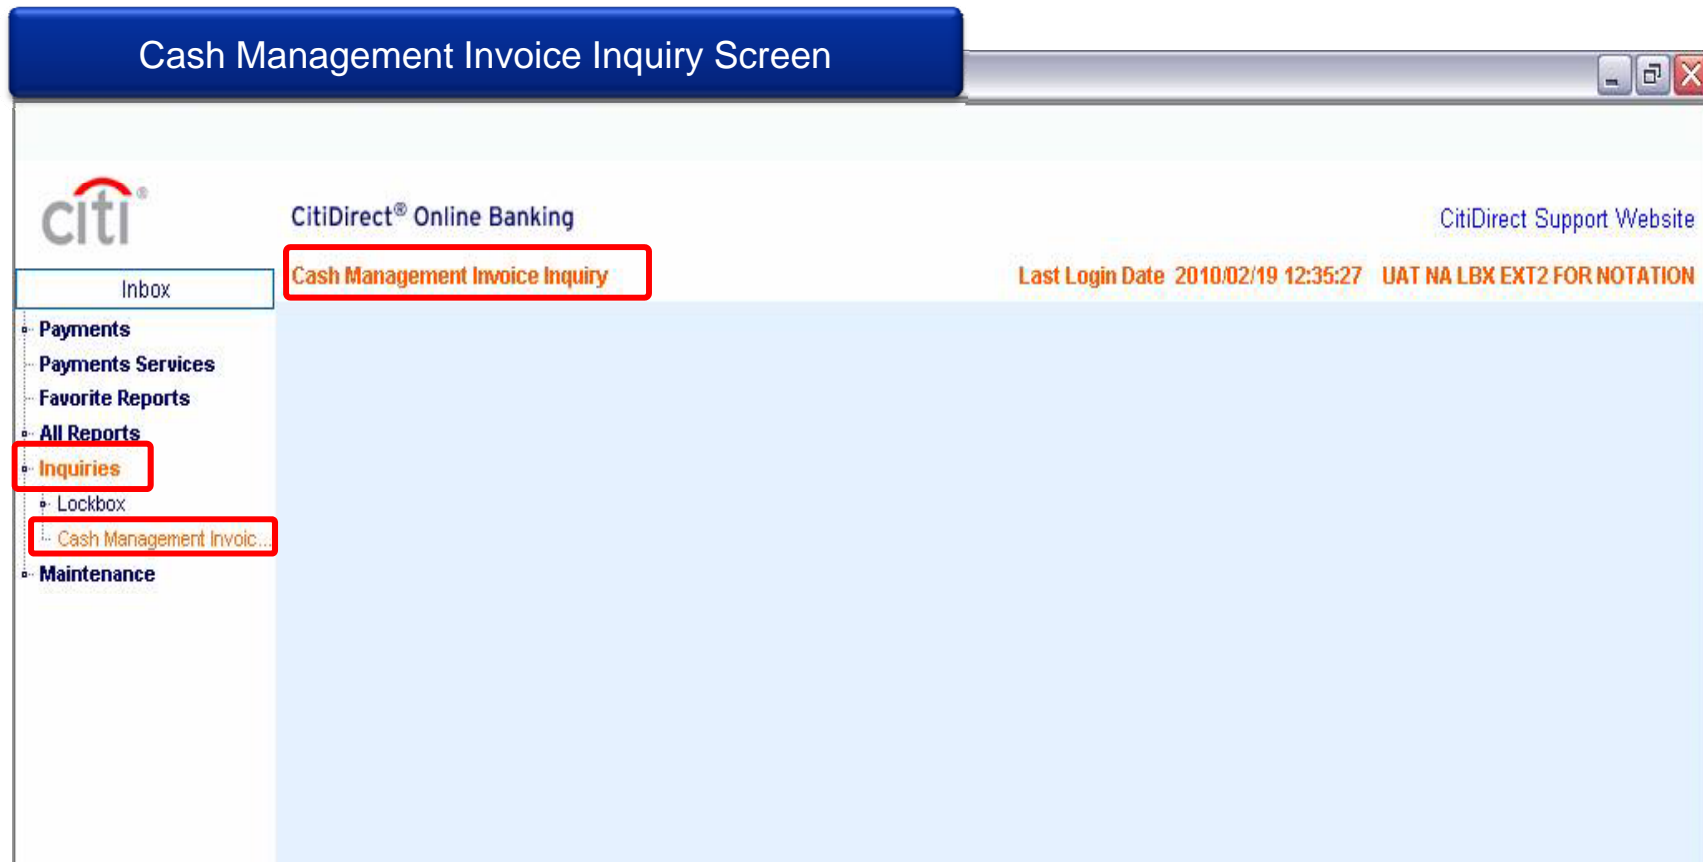 Cash Management Invoice Inquiry Screen
citi®
CitiDirect® Online Banking
CitiDirect Support Website
Cash Management Invoice Inquiry
Last Login Date 2010/02/19 12:35:27 UAT NA LBX EXT2 FOR NOTATION
Inbox
Payments
Payments Services
Favorite Reports
All Reports
Inquiries
Lockbox
Cash Management Invoic...
Maintenance